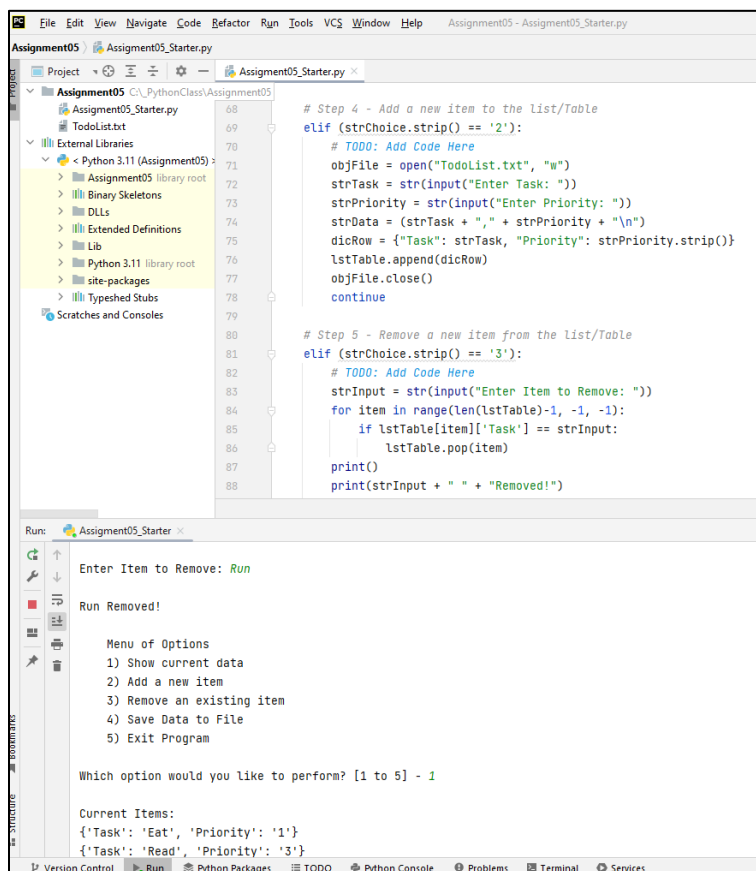 PC File Edit View Navigate Code Refactor Run Tools VCS Window Help Assignment05 - Assigment05_Starter.py
Assignment05 Assigment05_Starter.py
Project
Project
Assigment05_Starter.py
Assignment05 C:\_PythonClass\Assignment05
Assigment05_Starter.py
TodoList.txt
External Libraries
< Python 3.11 (Assignment05) >
Assignment05 library root
Binary Skeletons
DLLs
Extended Definitions
Lib
Python 3.11 library root
site-packages
Typeshed Stubs
Scratches and Consoles
68 # Step 4 - Add a new item to the list/Table
69 elif (strChoice.strip() == '2'):
70 # TODO: Add Code Here
71 objFile = open("TodoList.txt", "w")
72 strTask = str(input("Enter Task: "))
73 strPriority = str(input("Enter Priority: "))
74 strData = (strTask + "," + strPriority + "\n")
75 dicRow = {"Task": strTask, "Priority": strPriority.strip()}
76 lstTable.append(dicRow)
77 objFile.close()
78 continue
79
80 # Step 5 - Remove a new item from the list/Table
81 elif (strChoice.strip() == '3'):
82 # TODO: Add Code Here
83 strInput = str(input("Enter Item to Remove: "))
84 for item in range(len(lstTable)-1, -1, -1):
85 if lstTable[item]['Task'] == strInput:
86 lstTable.pop(item)
87 print()
88 print(strInput + " " + "Removed!")
Run: Assigment05_Starter
Enter Item to Remove: Run
Run Removed!
Menu of Options
1) Show current data
2) Add a new item
3) Remove an existing item
4) Save Data to File
5) Exit Program
Which option would you like to perform? [1 to 5] - 1
Current Items:
{'Task': 'Eat', 'Priority': '1'}
{'Task': 'Read', 'Priority': '3'}
Bookmarks
Structure
Version Control Run Python Packages TODO Python Console Problems Terminal Services